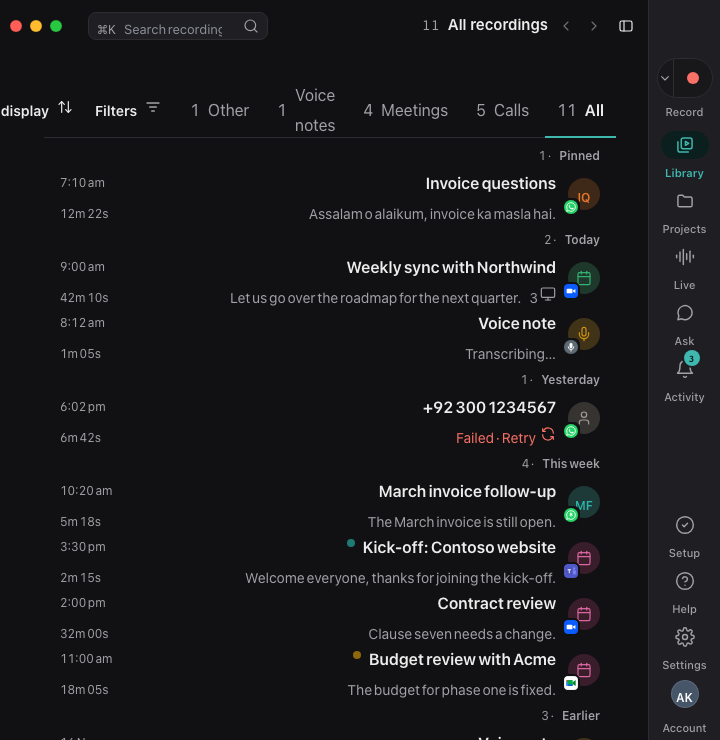 ⌘K Search recording
11 All recordings
display
Filters
1 Other
1 Voice notes
4 Meetings
5 Calls
11 All
1 · Pinned
7:10 am Invoice questions
IQ
12m 22s Assalam o alaikum, invoice ka masla hai.
2 · Today
9:00 am Weekly sync with Northwind
42m 10s Let us go over the roadmap for the next quarter. 3
8:12 am Voice note
1m 05s Transcribing…
1 · Yesterday
6:02 pm +92 300 1234567
6m 42s Failed · Retry
4 · This week
10:20 am March invoice follow-up
MF
5m 18s The March invoice is still open.
3:30 pm Kick-off: Contoso website
2m 15s Welcome everyone, thanks for joining the kick-off.
2:00 pm Contract review
32m 00s Clause seven needs a change.
11:00 am Budget review with Acme
18m 05s The budget for phase one is fixed.
3 · Earlier
Record
Library
Projects
Live
Ask
3
Activity
Setup
Help
Settings
AK
Account